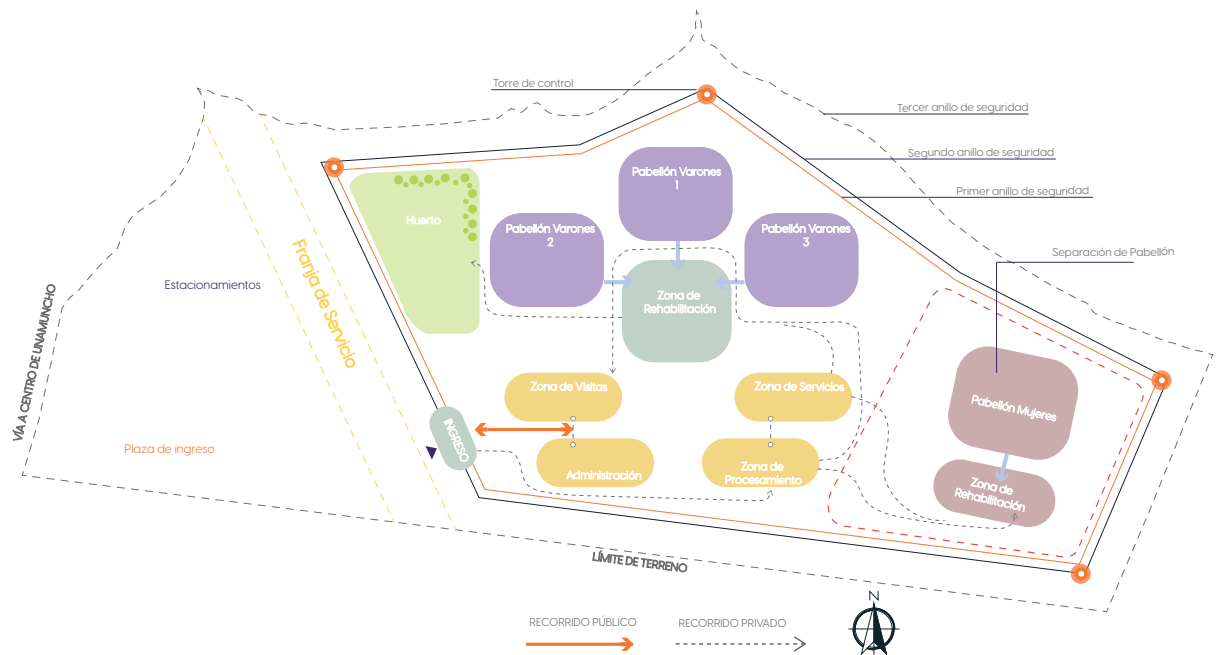 Torre de control
Tercer anillo de seguridad
Segundo anillo de seguridad
Primer anillo de seguridad
Separación de Pabellón
Pabellón Varones
1
Pabellón Varones
2
Pabellón Varones
3
Huerto
Zona de
Rehabilitación
Franja de Servicio
Estacionamientos
VÍA A CENTRO DE UNAMUNCHO
Plaza de ingreso
INGRESO
Zona de Visitas
Zona de Servicios
Administración
Zona de
Procesamiento
Pabellón Mujeres
Zona de
Rehabilitación
LÍMITE DE TERRENO
RECORRIDO PÚBLICO
RECORRIDO PRIVADO
N